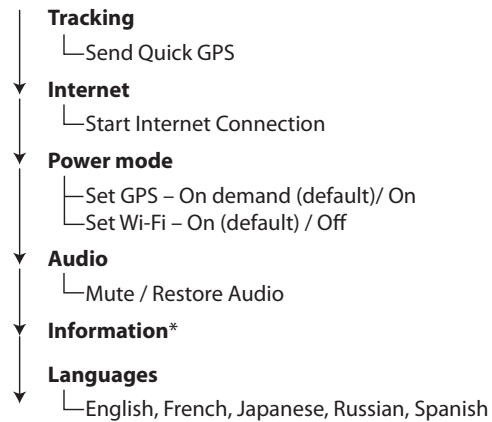 Tracking
Send Quick GPS
Internet
Start Internet Connection
Power mode
Set GPS – On demand (default)/ On
Set Wi-Fi – On (default) / Off
Audio
Mute / Restore Audio
Information*
Languages
English, French, Japanese, Russian, Spanish